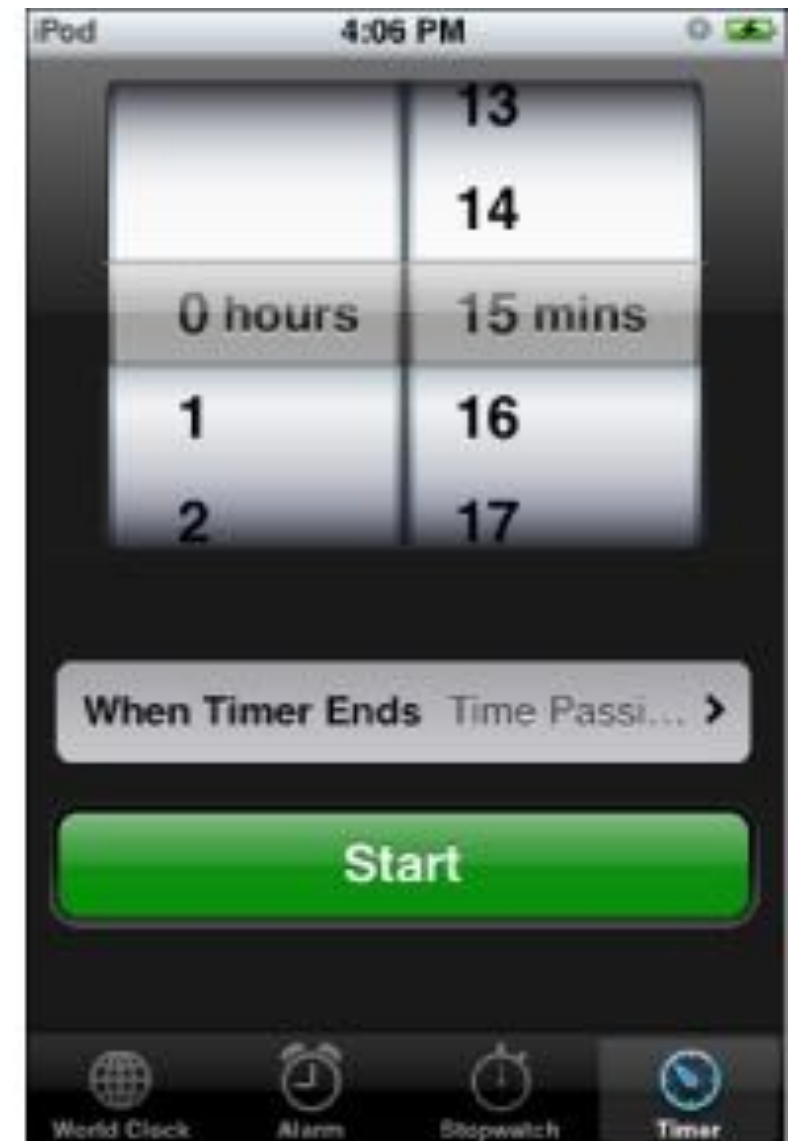 iPod 4:06 PM
13
14
0 hours 15 mins
1 16
2 17
When Timer Ends Time Passi...
Start
World Clock Alarm Stopwatch Timer